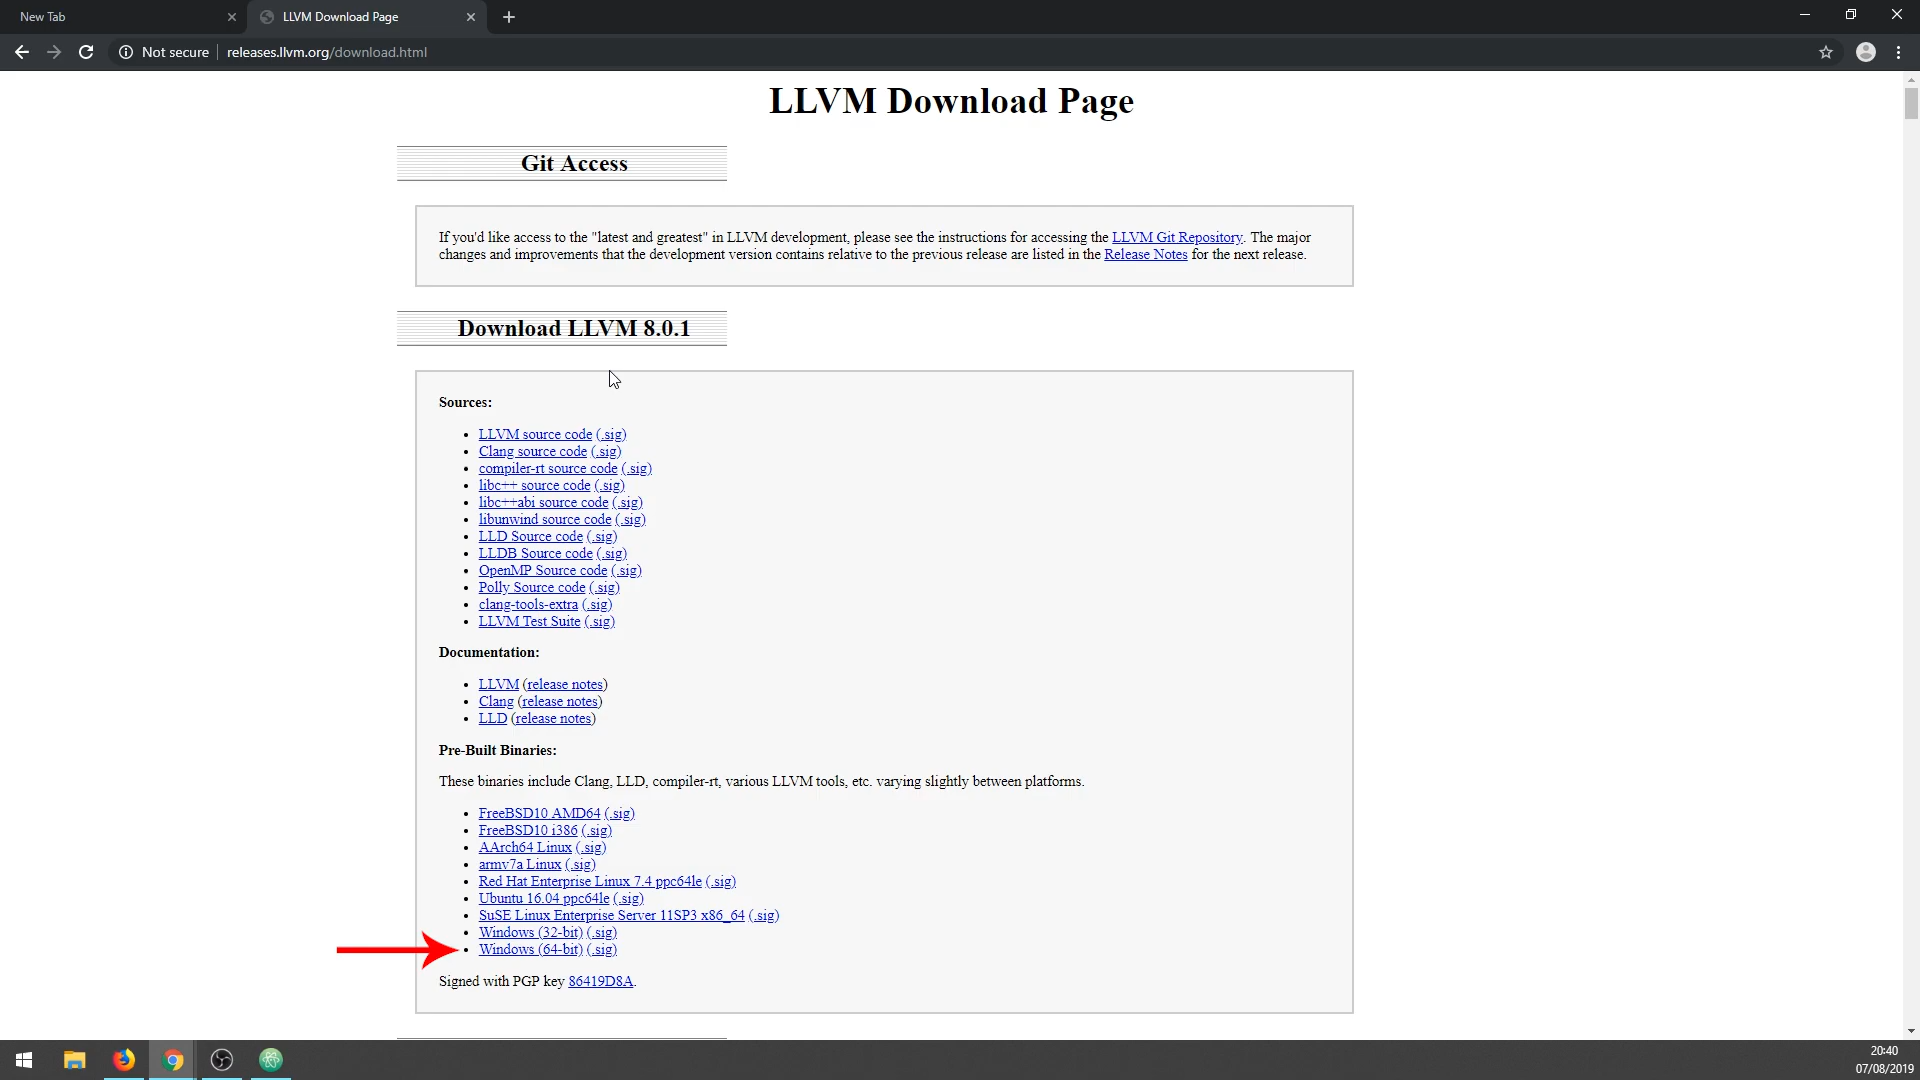 New Tab
LLVM Download Page
Not secure
releases.llvm.org/download.html
LLVM Download Page
Git Access
If you'd like access to the "latest and greatest" in LLVM development, please see the instructions for accessing the LLVM Git Repository. The major
changes and improvements that the development version contains relative to the previous release are listed in the Release Notes for the next release.
Download LLVM 8.0.1
Sources:
LLVM source code (.sig)
Clang source code (.sig)
compiler-rt source code (.sig)
libc++ source code (.sig)
libc++abi source code (.sig)
libunwind source code (.sig)
LLD Source code (.sig)
LLDB Source code (.sig)
OpenMP Source code (.sig)
Polly Source code (.sig)
clang-tools-extra (.sig)
LLVM Test Suite (.sig)
Documentation:
LLVM (release notes)
Clang (release notes)
LLD (release notes)
Pre-Built Binaries:
These binaries include Clang, LLD, compiler-rt, various LLVM tools, etc. varying slightly between platforms.
FreeBSD10 AMD64 (.sig)
FreeBSD10 i386 (.sig)
AArch64 Linux (.sig)
armv7a Linux (.sig)
Red Hat Enterprise Linux 7.4 ppc64le (.sig)
Ubuntu 16.04 ppc64le (.sig)
SuSE Linux Enterprise Server 11SP3 x86_64 (.sig)
Windows (32-bit) (.sig)
Windows (64-bit) (.sig)
Signed with PGP key 86419D8A.
20:40
07/08/2019